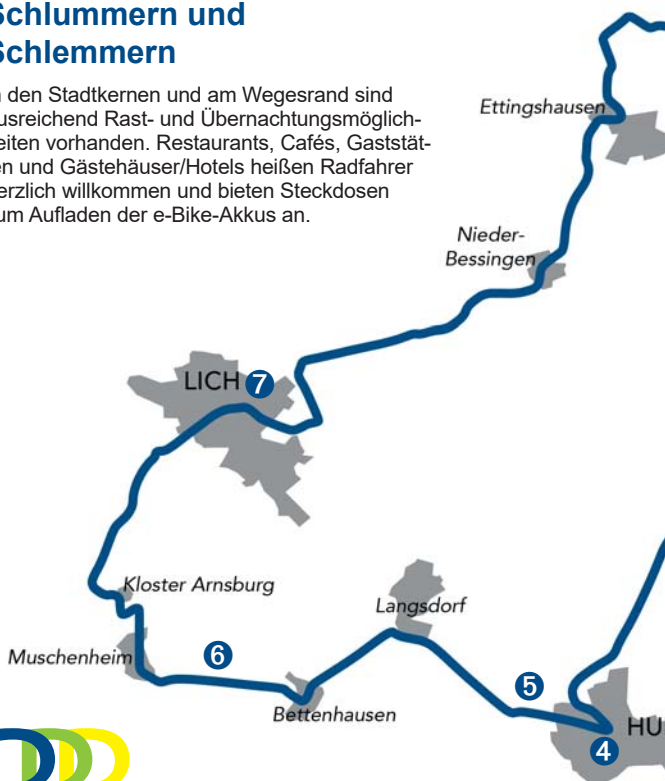 Schlummern und
Schlemmern
n den Stadtkernen und am Wegesrand sind
usreichend Rast- und Übernachtungsmöglich-
eiten vorhanden. Restaurants, Cafés, Gaststät-
en und Gästehäuser/Hotels heißen Radfahrer
erzlich willkommen und bieten Steckdosen
um Aufladen der e-Bike-Akkus an.
Ettingshausen
Nieder-
Bessingen
LICH 7
Kloster Arnsburg
Langsdorf
Muschenheim
6
5
Bettenhausen
HU
4